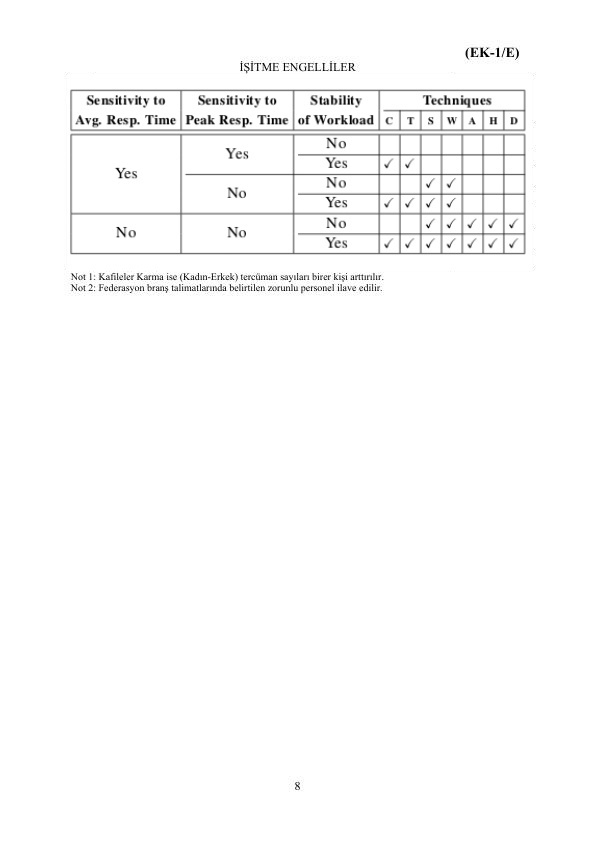 (EK-1/E)
İŞİTME ENGELLİLER
Sensitivity to Sensitivity to Stability Techniques
Avg. Resp. Time Peak Resp. Time of Workload C T S W A H D
Yes Yes No
Yes ✓ ✓
No No ✓ ✓
Yes ✓ ✓ ✓ ✓
No No No ✓ ✓ ✓ ✓ ✓
Yes ✓ ✓ ✓ ✓ ✓ ✓ ✓
Not 1: Kafileler Karma ise (Kadın-Erkek) tercüman sayıları birer kişi arttırılır.
Not 2: Federasyon branş talimatlarında belirtilen zorunlu personel ilave edilir.
8